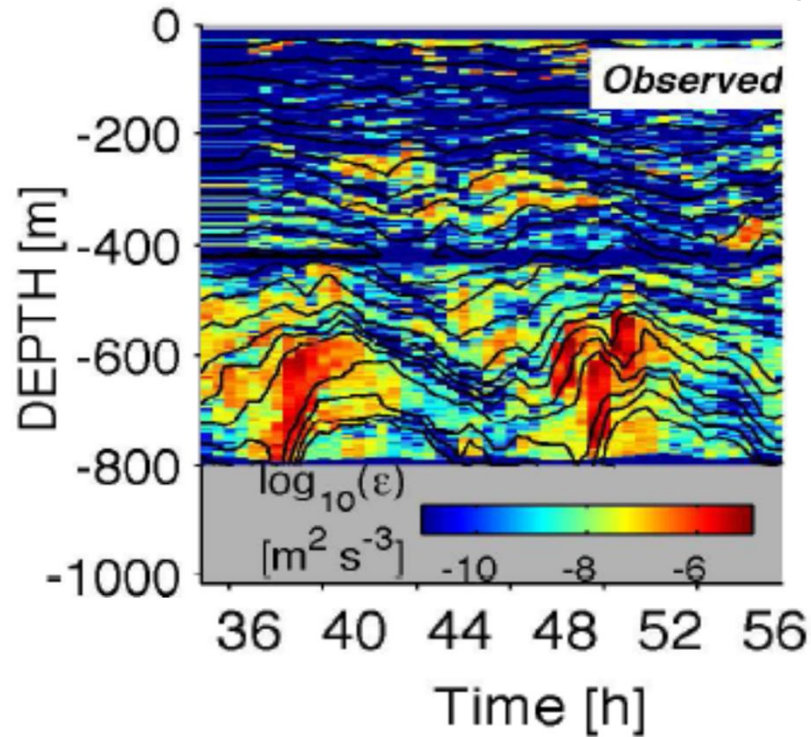 0
Observed
-200
-400
-600
-800
-1000
DEPTH [m]
log₁₀(ε)
[m² s⁻³]
-10 -8 -6
36 40 44 48 52 56
Time [h]